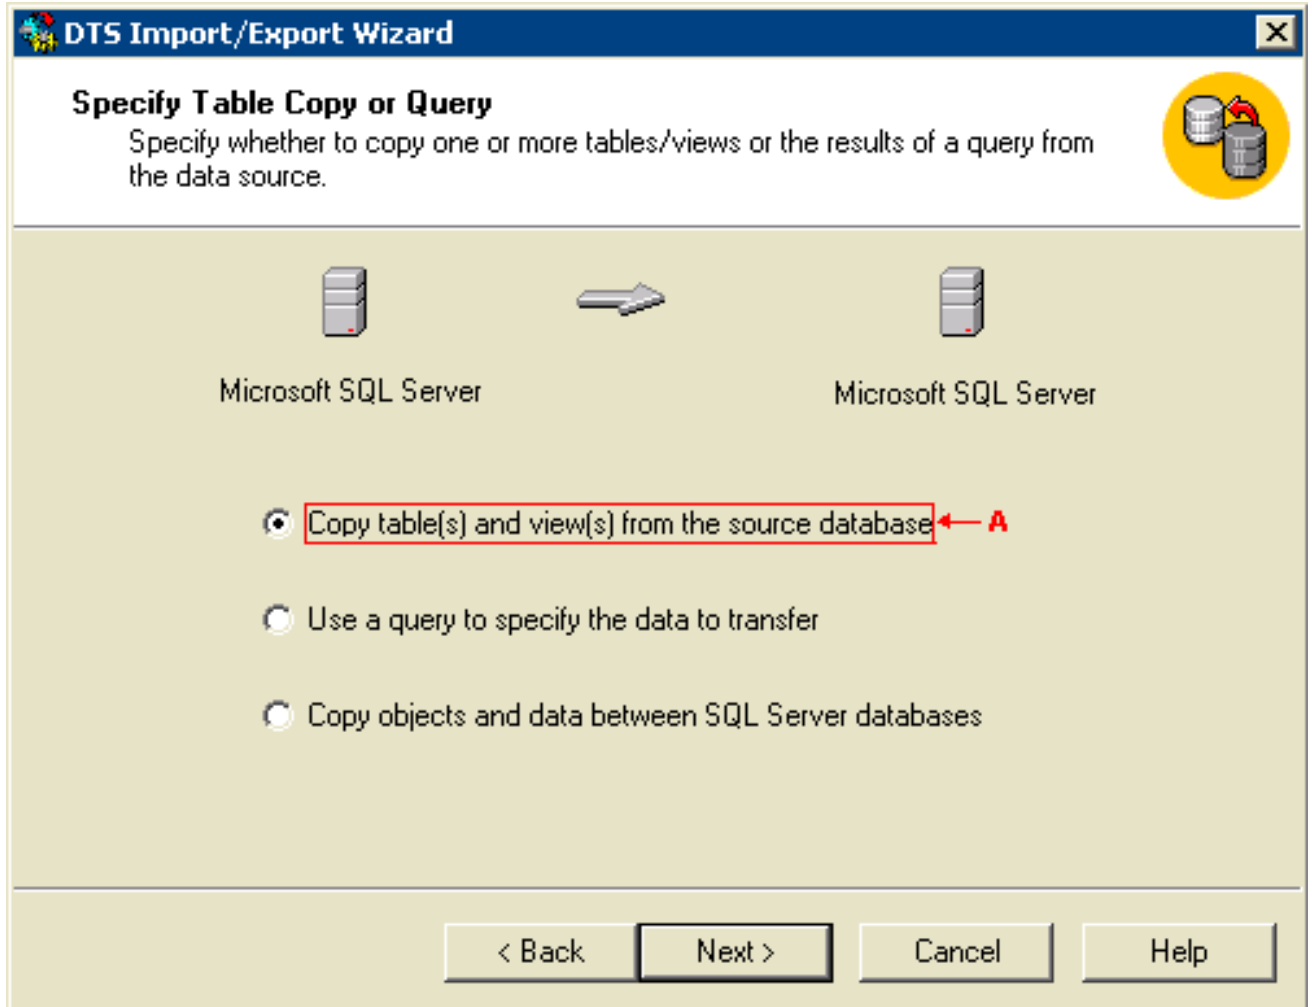 DTS Import/Export Wizard
Specify Table Copy or Query
Specify whether to copy one or more tables/views or the results of a query from
the data source.
Microsoft SQL Server
Microsoft SQL Server
Copy table(s) and view(s) from the source database
A
Use a query to specify the data to transfer
Copy objects and data between SQL Server databases
< Back
Next >
Cancel
Help